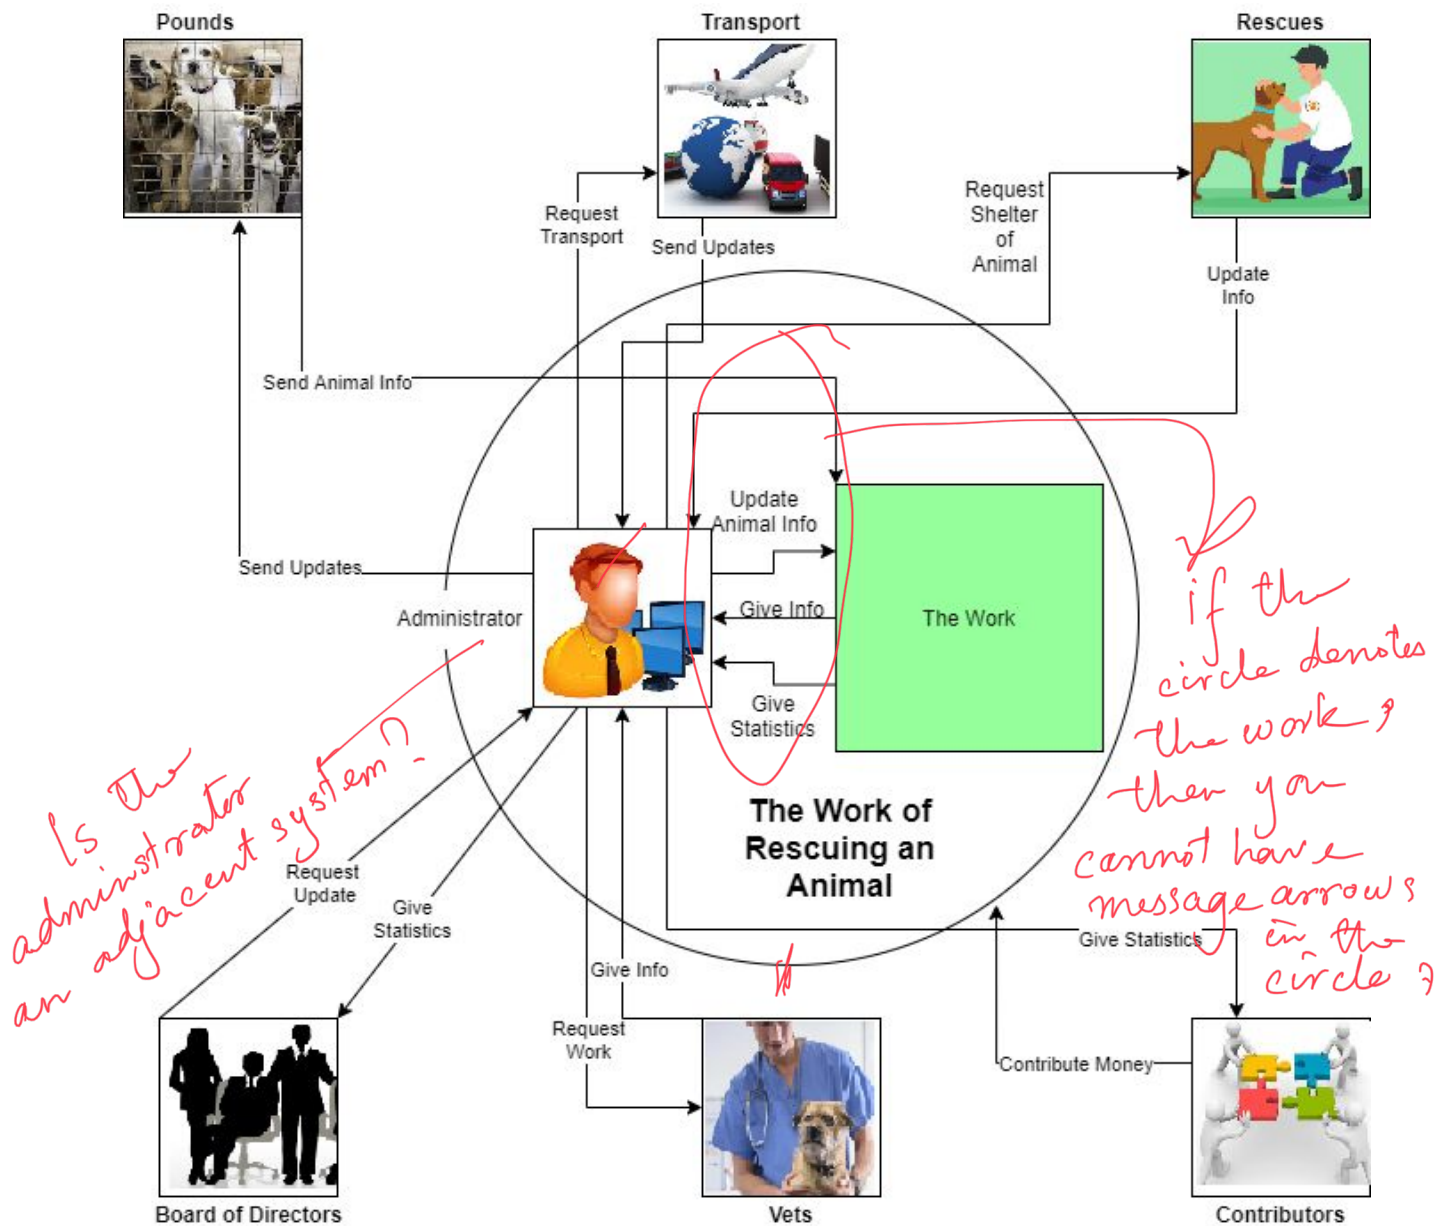 Pounds
Transport
Rescues
Request
Transport
Send Updates
Request
Shelter
of
Animal
Update
Info
Send Animal Info
Update
Animal Info
Send Updates
Administrator
Give Info
The Work
Give
Statistics
if the
circle denotes
the work,
then you
cannot have
message arrows
in the
circle,
Is the
adminstrator
an adjacent system?
The Work of
Rescuing an
Animal
Request
Update
Give
Statistics
Give Info
Request
Work
Give Statistics
Contribute Money
Board of Directors
Vets
Contributors